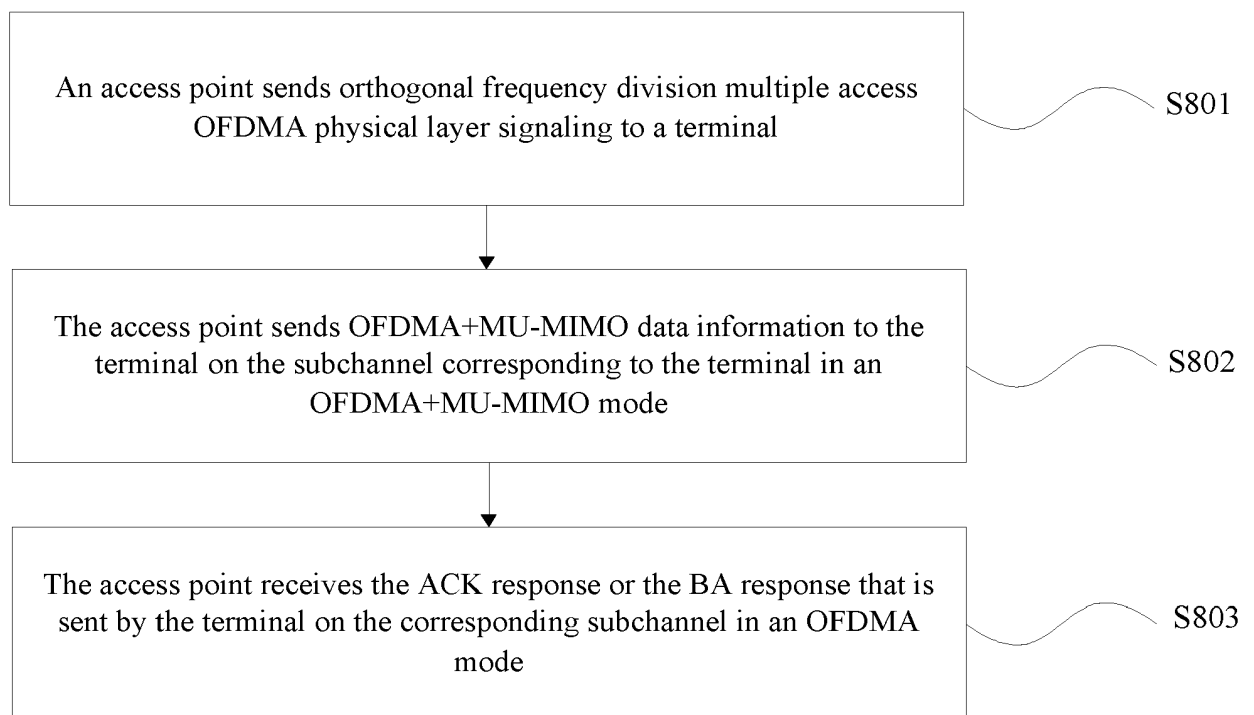 An access point sends orthogonal frequency division multiple access
OFDMA physical layer signaling to a terminal
S801
The access point sends OFDMA+MU-MIMO data information to the
terminal on the subchannel corresponding to the terminal in an
OFDMA+MU-MIMO mode
S802
The access point receives the ACK response or the BA response that is
sent by the terminal on the corresponding subchannel in an OFDMA
mode
S803